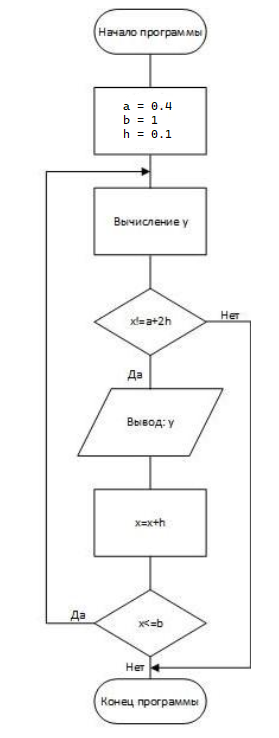 Начало программы
a = 0.4
b = 1
h = 0.1
Вычисление y
x!=a+2h
Нет
Да
Вывод: y
x=x+h
Да
x<=b
Нет
Конец программы